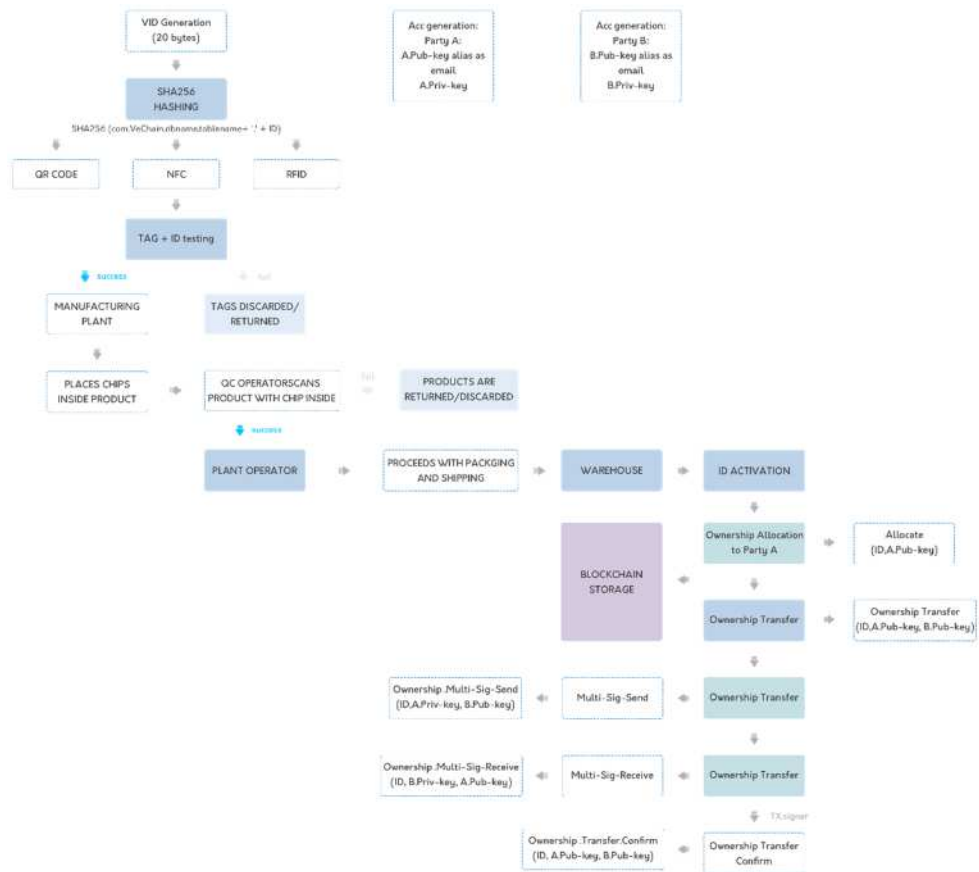 VID Generation
(20 bytes)
Acc generation:
Party A:
A.Pub-key alias as
email
A.Priv-key
Acc generation:
Party B:
B.Pub-key alias as
email
B.Priv-key
SHA256
HASHING
QR CODE
NFC
RFID
TAG + ID testing
success
fail
MANUFACTURING
PLANT
TAGS DISCARDED/
RETURNED
PLACES CHIPS
INSIDE PRODUCT
QC OPERATORSCANS
PRODUCT WITH CHIP INSIDE
fail
PRODUCTS ARE
RETURNED/DISCARDED
success
PLANT OPERATOR
PROCEEDS WITH PACKGING
AND SHIPPING
WAREHOUSE
ID ACTIVATION
Ownership Allocation
to Party A
Allocate
(ID,A.Pub-key)
BLOCKCHAIN
STORAGE
Ownership Transfer
Ownership Transfer
(ID,A.Pub-key, B.Pub-key)
Ownership .Multi-Sig-Send
(ID,A.Priv-key, B.Pub-key)
Multi-Sig-Send
Ownership Transfer
Ownership .Multi-Sig-Receive
(ID, B.Priv-key, A.Pub-key)
Multi-Sig-Receive
Ownership Transfer
TX.signer
Ownership .Transfer.Confirm
(ID, A.Pub-key, B.Pub-key)
Ownership Transfer
Confirm